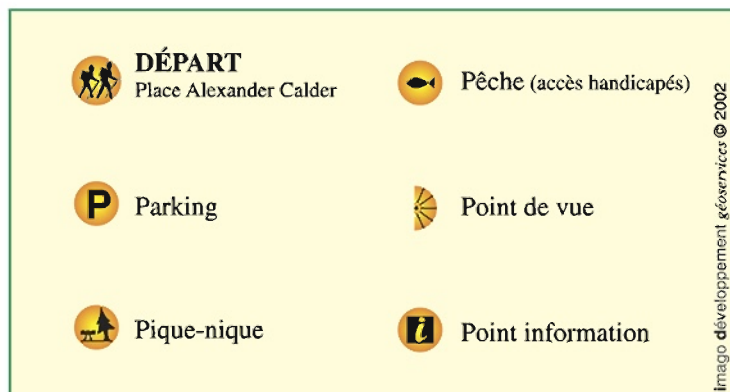 DÉPART
Place Alexander Calder
Pêche (accès handicapés)
P Parking
Point de vue
Pique-nique
i Point information
imago développement géoservices © 2002